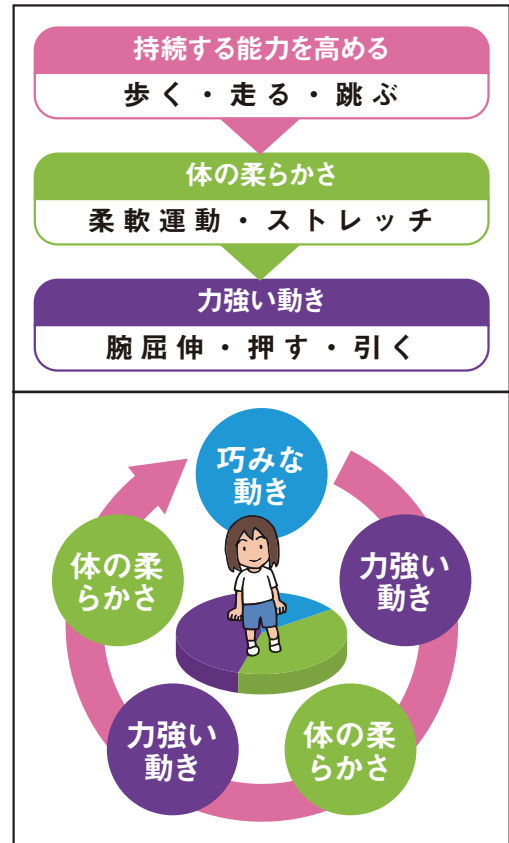 持続する能力を高める
歩く・走る・跳ぶ
体の柔らかさ
柔軟運動・ストレッチ
力強い動き
腕屈伸・押す・引く
巧みな
動き
力強い
動き
体の柔
らかさ
力強い
動き
体の柔
らかさ